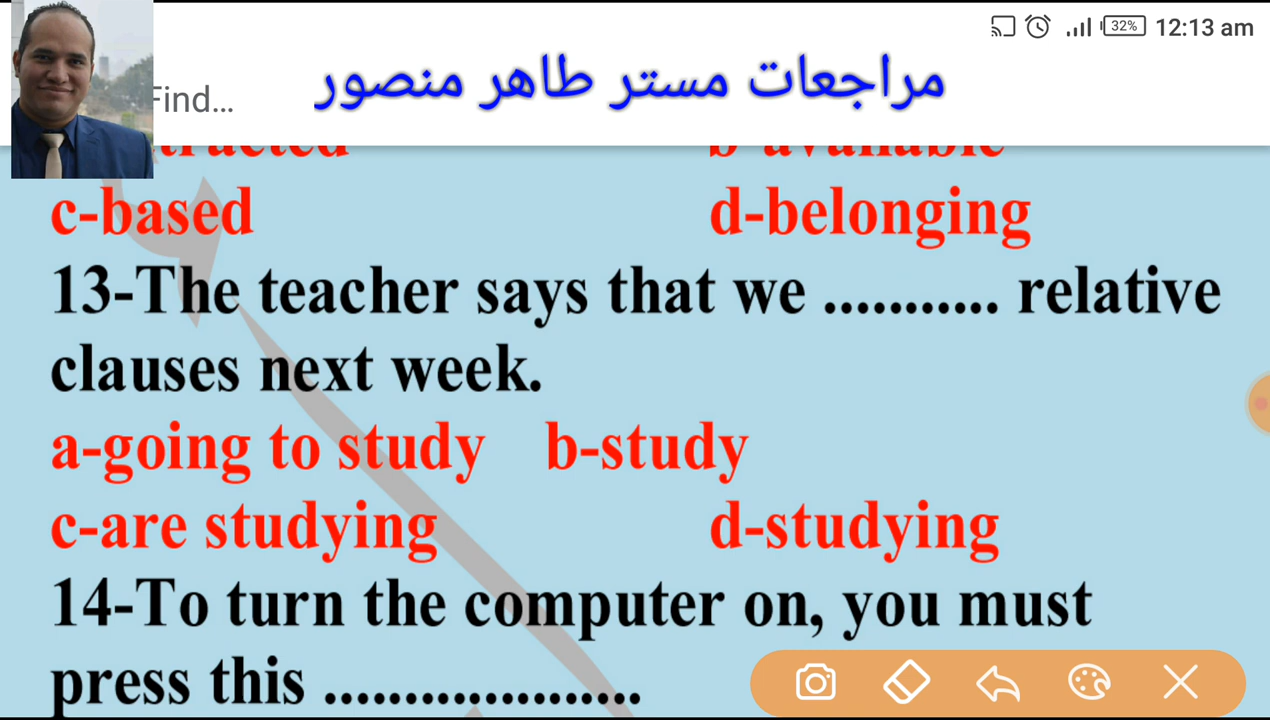 32% 12:13 am
Find...
مراجعات مستر طاهر منصور
b-available
c-based d-belonging
13-The teacher says that we ........... relative
clauses next week.
a-going to study b-study
c-are studying d-studying
14-To turn the computer on, you must
press this ....................